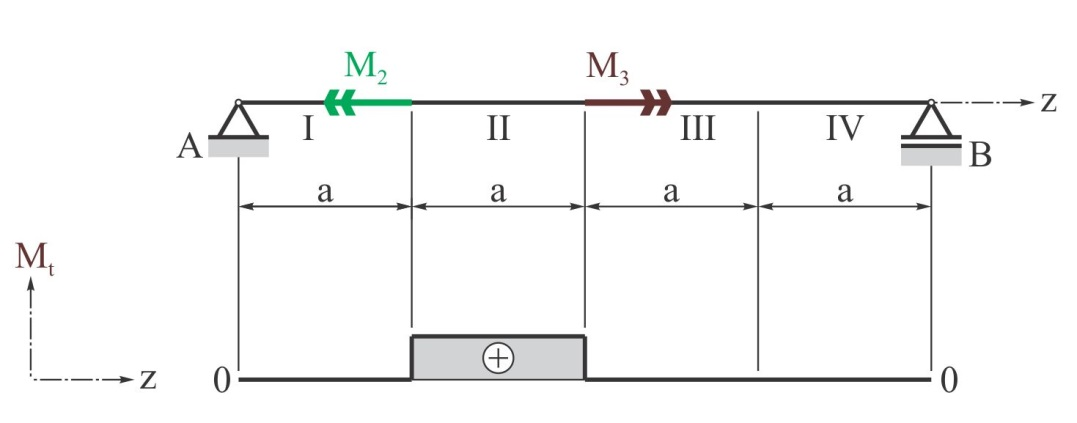 M₂ M₃
z
I II III IV
A B
a a a a
Mₜ
z
0 + 0